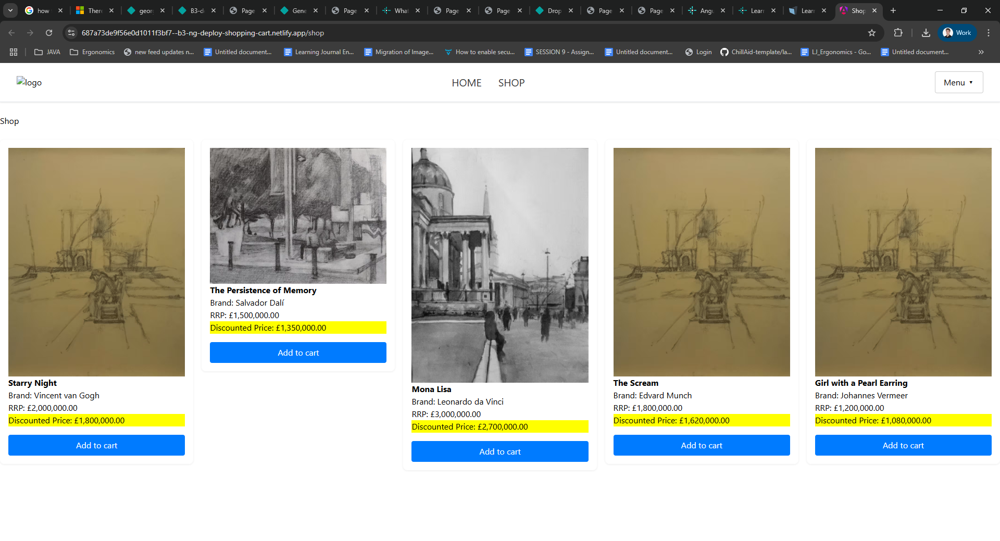 how
There
georg
B3-d
Page
Gene
Page
What
Page
Page
Drop
Page
Page
Angu
Learn
Learn
Shop
687a73de9f56e0d1011f3bf7--b3-ng-deploy-shopping-cart.netlify.app/shop
Work
JAVA
Ergonomics
new feed updates n...
Untitled document...
Learning Journal En...
Migration of Image...
How to enable secu...
SESSION 9 - Assign...
Untitled document...
Login
ChillAid-template/la...
LJ_Ergonomics - Go...
Untitled document...
logo
HOME
SHOP
Menu ▼
Shop
Starry Night
Brand: Vincent van Gogh
RRP: £2,000,000.00
Discounted Price: £1,800,000.00
Add to cart
The Persistence of Memory
Brand: Salvador Dalí
RRP: £1,500,000.00
Discounted Price: £1,350,000.00
Add to cart
Mona Lisa
Brand: Leonardo da Vinci
RRP: £3,000,000.00
Discounted Price: £2,700,000.00
Add to cart
The Scream
Brand: Edvard Munch
RRP: £1,800,000.00
Discounted Price: £1,620,000.00
Add to cart
Girl with a Pearl Earring
Brand: Johannes Vermeer
RRP: £1,200,000.00
Discounted Price: £1,080,000.00
Add to cart